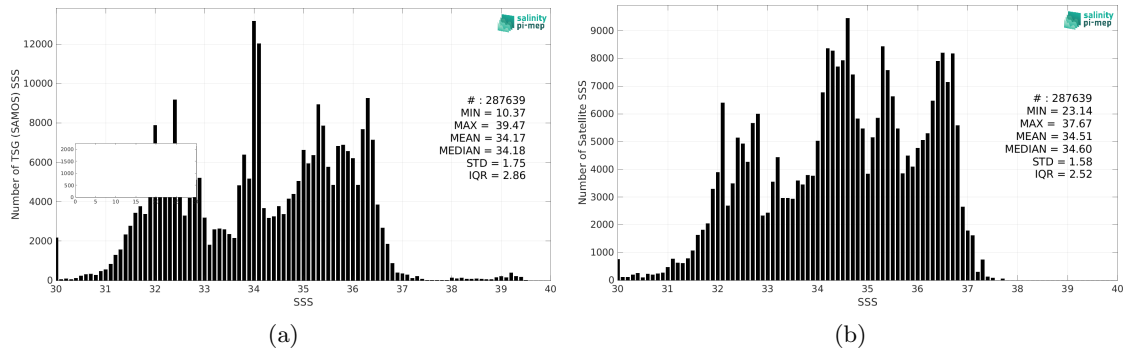 salinity
pi-mep
Number of TSG (SAMOS) SSS
12000
10000
8000
6000
4000
2000
0
# : 287639
MIN = 10.37
MAX = 39.47
MEAN = 34.17
MEDIAN = 34.18
STD = 1.75
IQR = 2.86
2000
1500
1000
500
0
0 5 10 15
30 31 32 33 34 35 36 37 38 39 40
SSS
(a)
salinity
pi-mep
Number of Satellite SSS
9000
8000
7000
6000
5000
4000
3000
2000
1000
0
# : 287639
MIN = 23.14
MAX = 37.67
MEAN = 34.51
MEDIAN = 34.60
STD = 1.58
IQR = 2.52
30 31 32 33 34 35 36 37 38 39 40
SSS
(b)